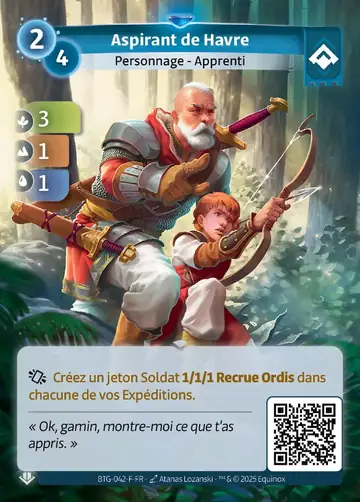 2
4
Aspirant de Havre
Personnage - Apprenti
3
1
1
Créez un jeton Soldat 1/1/1 Recrue Ordis dans
chacune de vos Expéditions.
« Ok, gamin, montre-moi ce que t'as
appris. »
BTG-042-F-FR - Atanas Lozanski - ™ & © 2025 Equinox